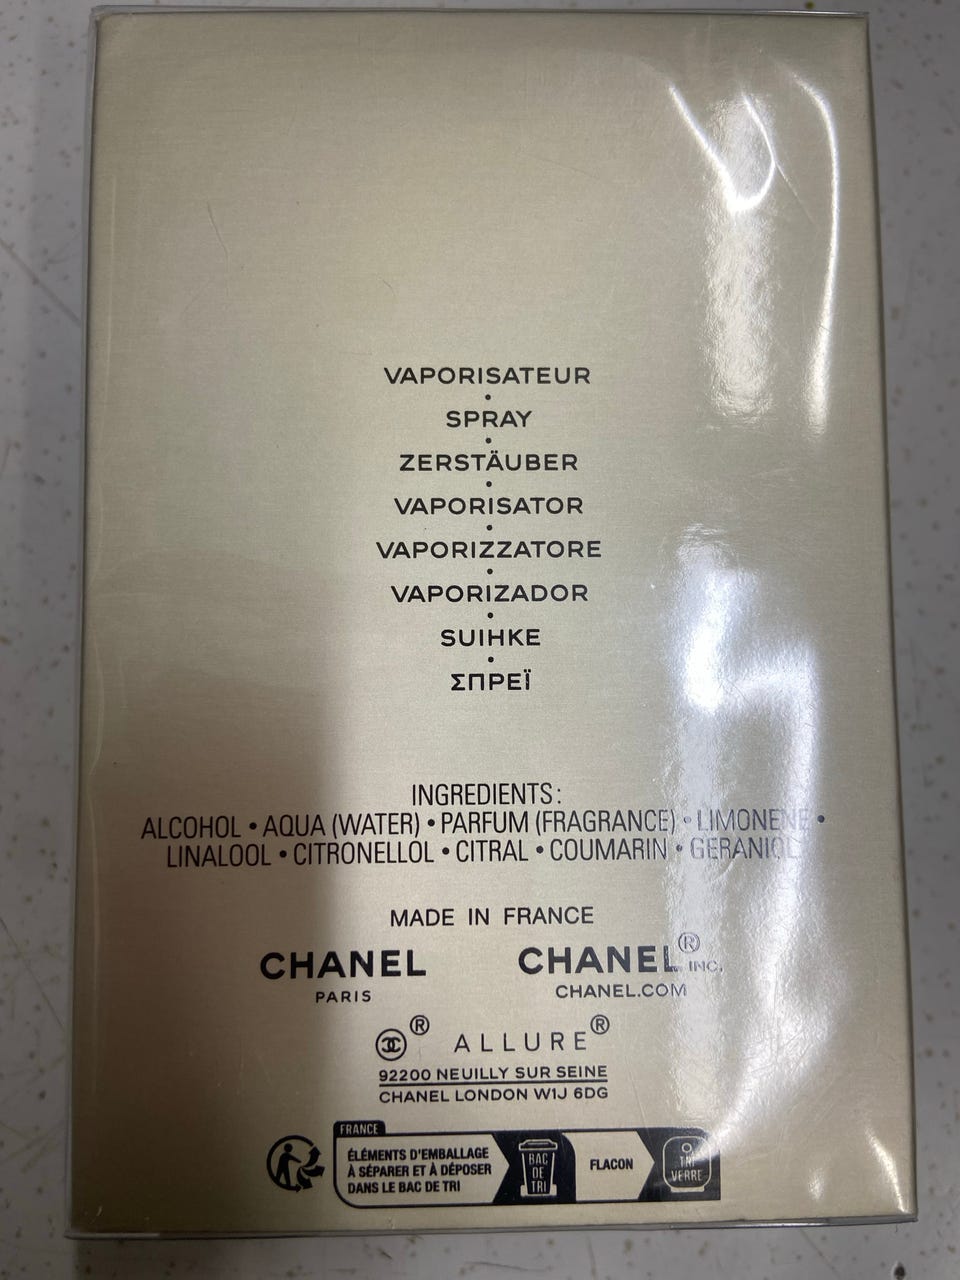 VAPORISATEUR
•
SPRAY
•
ZERSTÄUBER
•
VAPORISATOR
•
VAPORIZZATORE
•
VAPORIZADOR
•
SUIHKE
•
ΣΠΡΕΪ
INGREDIENTS:
ALCOHOL • AQUA (WATER) • PARFUM (FRAGRANCE) • LIMONENE •
LINALOOL • CITRONELLOL • CITRAL • COUMARIN • GERANIOL
MADE IN FRANCE
CHANEL CHANEL® INC.
PARIS CHANEL.COM
® ALLURE®
92200 NEUILLY SUR SEINE
CHANEL LONDON W1J 6DG
FRANCE
ÉLÉMENTS D'EMBALLAGE
À SÉPARER ET À DÉPOSER
DANS LE BAC DE TRI
BAC
DE
TRI
FLACON
TRI
VERRE